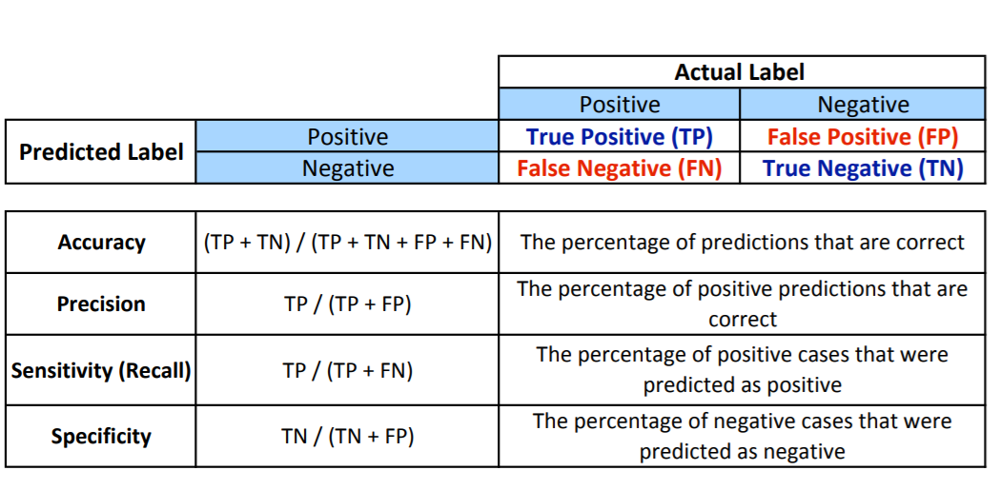 Actual Label
Positive Negative
Predicted Label Positive True Positive (TP) False Positive (FP)
Negative False Negative (FN) True Negative (TN)
Accuracy (TP + TN) / (TP + TN + FP + FN) The percentage of predictions that are correct
Precision TP / (TP + FP) The percentage of positive predictions that are
correct
Sensitivity (Recall) TP / (TP + FN) The percentage of positive cases that were
predicted as positive
Specificity TN / (TN + FP) The percentage of negative cases that were
predicted as negative